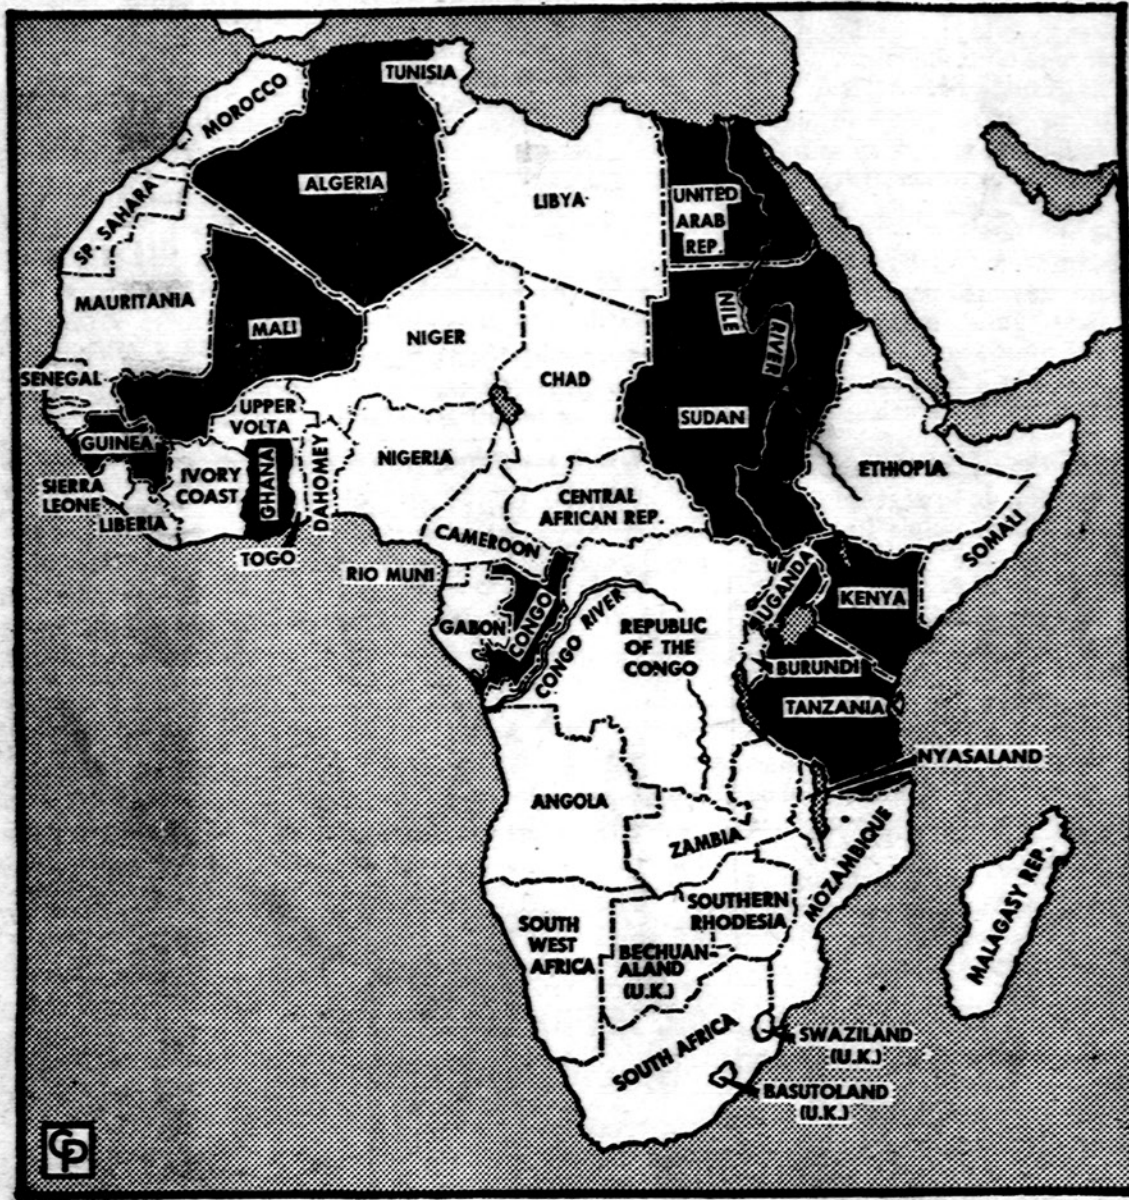 TUNISIA
MOROCCO
ALGERIA
LIBYA
UNITED
ARAB
REP.
SP. SAHARA
MAURITANIA
MALI
NIGER
NILE
RIVER
CHAD
SUDAN
SENEGAL
UPPER
VOLTA
GUINEA
IVORY
COAST
GHANA
DAHOMEY
NIGERIA
ETHIOPIA
SIERRA
LEONE
LIBERIA
CENTRAL
AFRICAN REP.
SOMALI
TOGO
CAMEROON
RIO MUNI
UGANDA
KENYA
GABON
CONGO
CONGO RIVER
REPUBLIC
OF THE
CONGO
BURUNDI
TANZANIA
NYASALAND
ANGOLA
ZAMBIA
MOZAMBIQUE
MALAGASY REP.
SOUTHERN
RHODESIA
SOUTH
WEST
AFRICA
BECHUAN-
ALAND
(U.K.)
SOUTH AFRICA
SWAZILAND
(U.K.)
BASUTOLAND
(U.K.)
CP